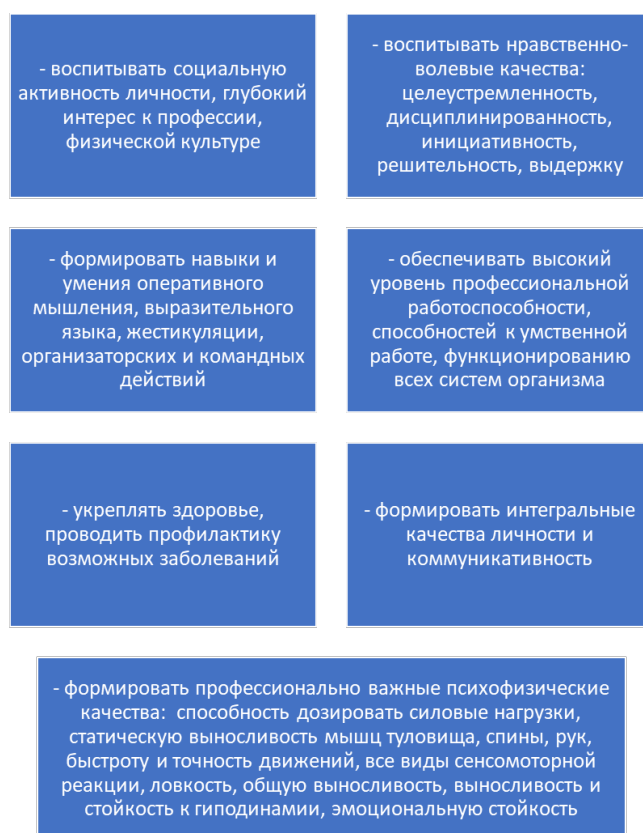 - воспитывать социальную
активность личности, глубокий
интерес к профессии,
физической культуре
- воспитывать нравственно-
волевые качества:
целеустремленность,
дисциплинированность,
инициативность,
решительность, выдержку
- формировать навыки и
умения оперативного
мышления, выразительного
языка, жестикуляции,
организаторских и командных
действий
- обеспечивать высокий
уровень профессиональной
работоспособности,
способностей к умственной
работе, функционированию
всех систем организма
- укреплять здоровье,
проводить профилактику
возможных заболеваний
- формировать интегральные
качества личности и
коммуникативность
- формировать профессионально важные психофизические
качества: способность дозировать силовые нагрузки,
статическую выносливость мышц туловища, спины, рук,
быстроту и точность движений, все виды сенсомоторной
реакции, ловкость, общую выносливость, выносливость и
стойкость к гиподинамии, эмоциональную стойкость